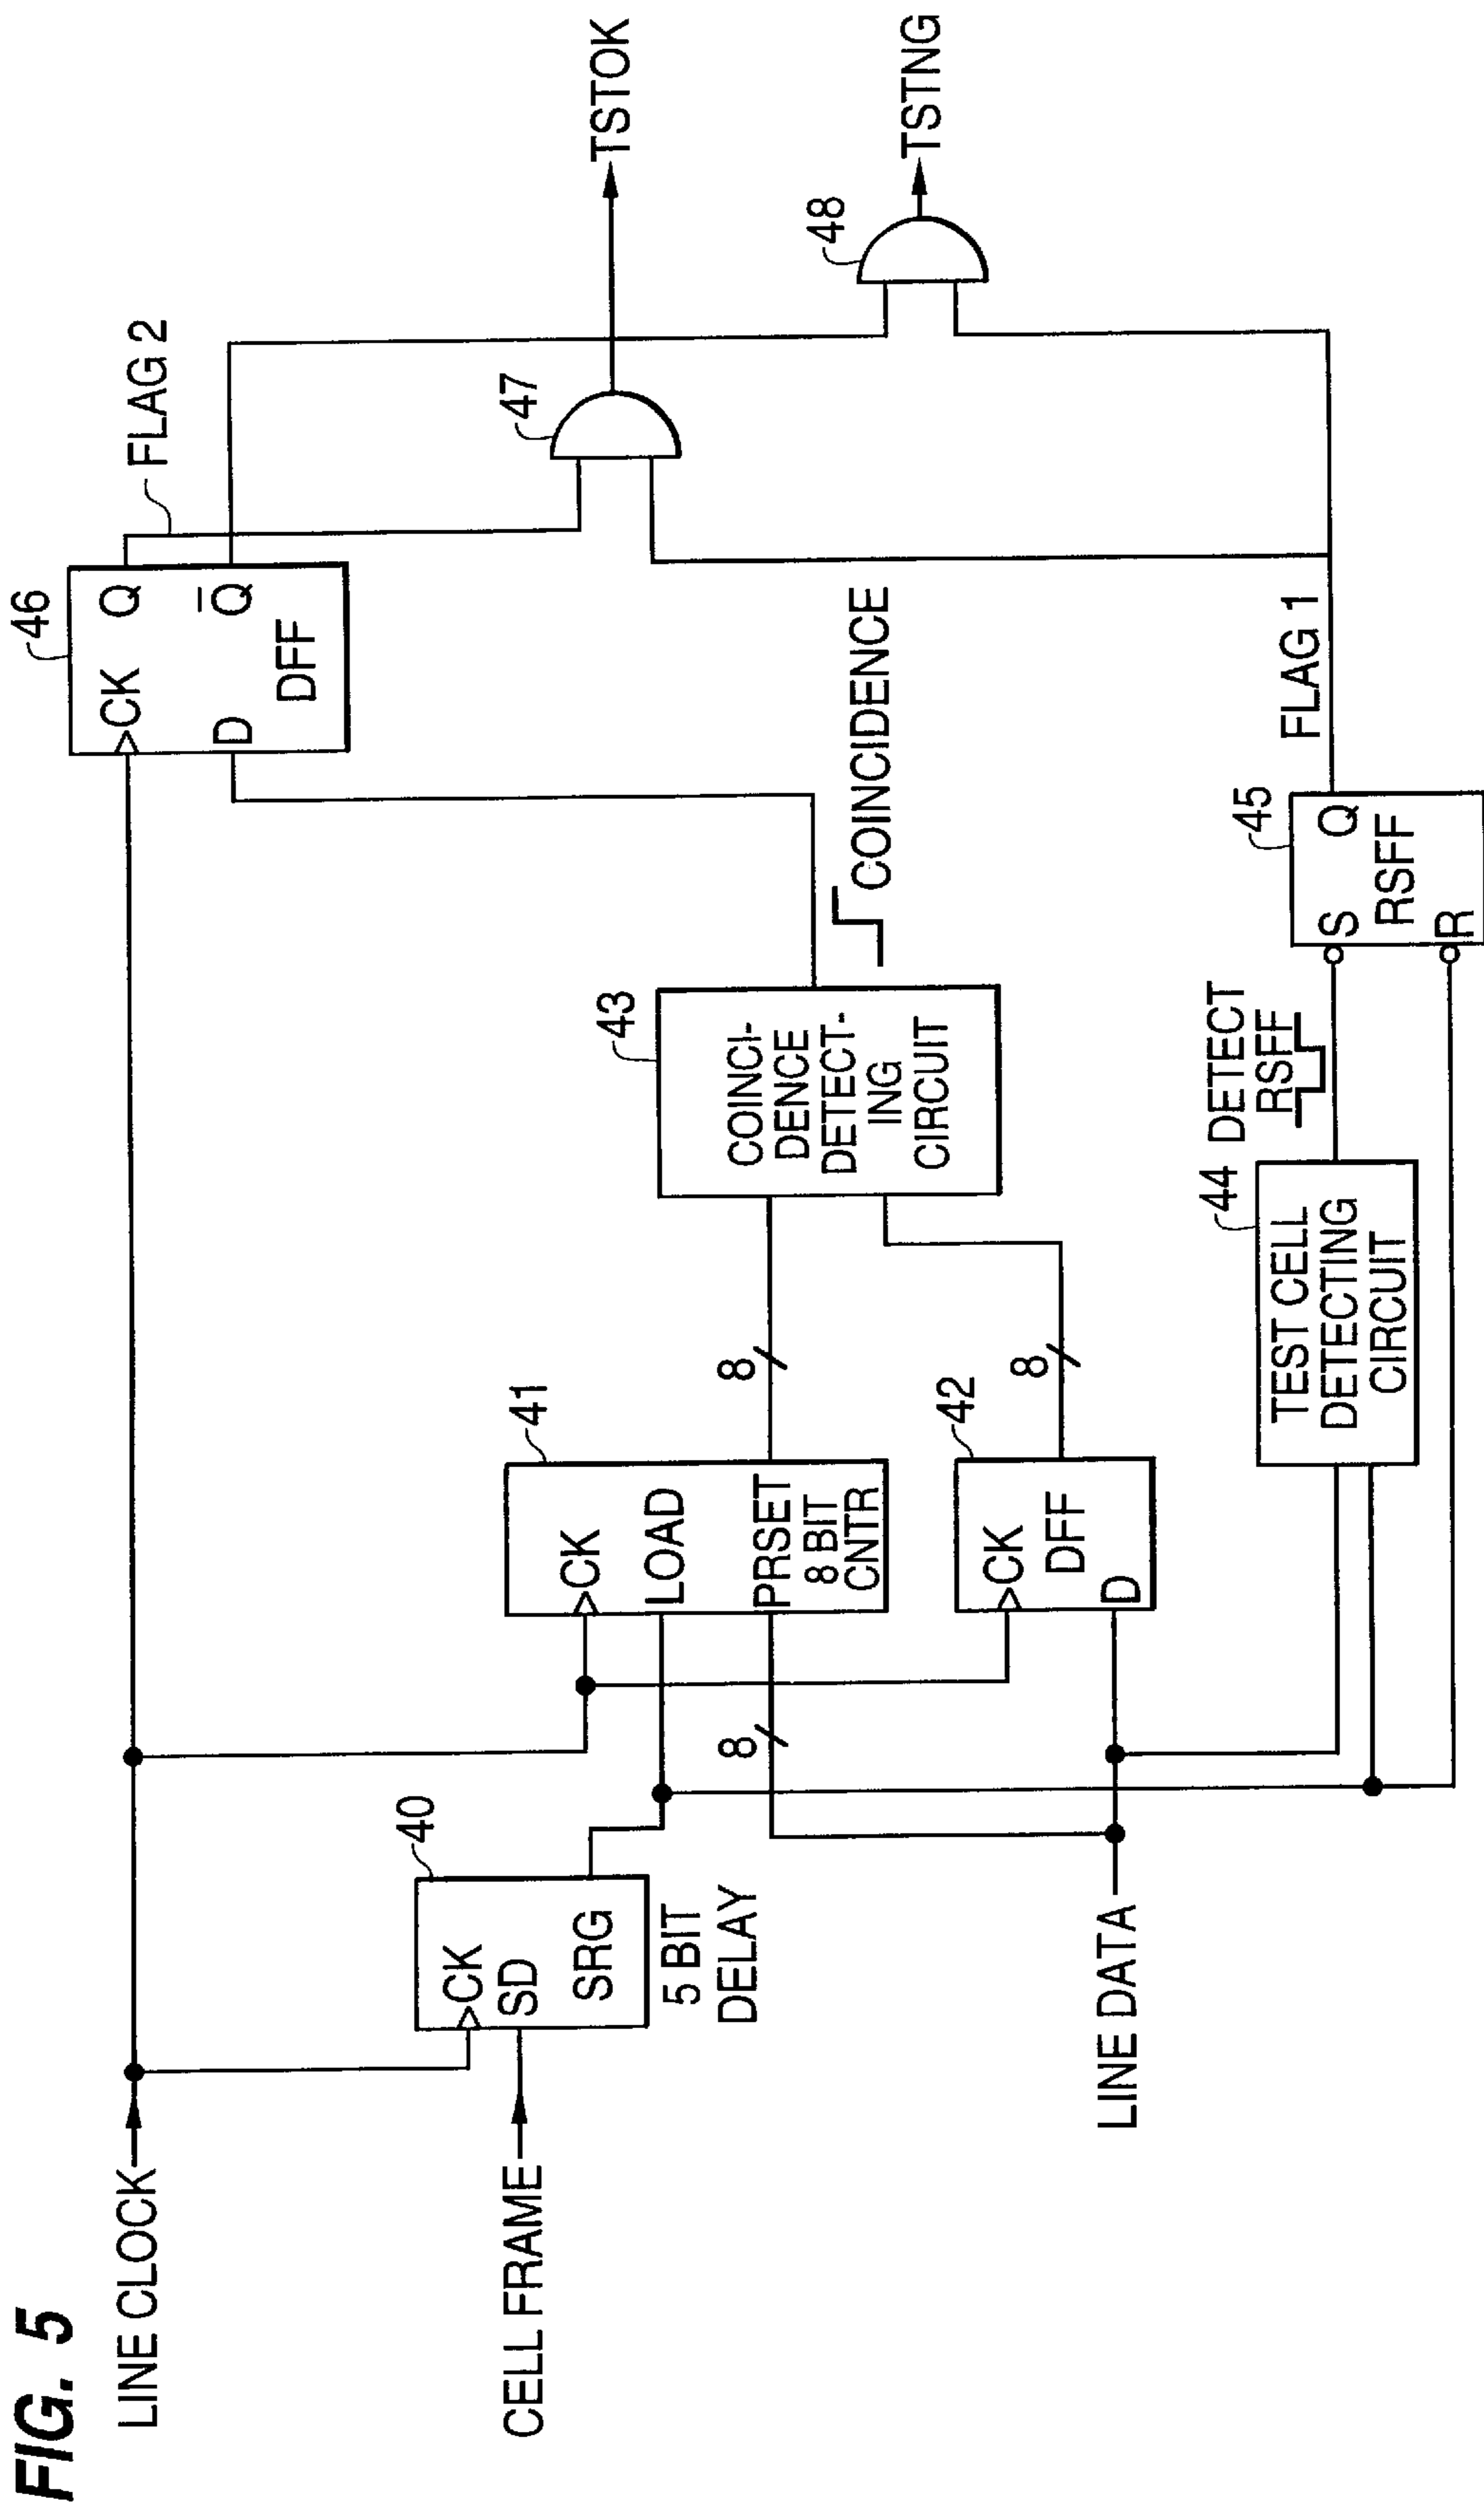 FIG. 5
LINE CLOCK
CELL FRAME
LINE DATA
40
CK
SD
SRG
5 BIT
DELAY
8
41
CK
LOAD
PRSET
8 BIT
CNTR
42
CK
DFF
D
8
8
43
COINCI-
DENCE
DETECT-
ING
CIRCUIT
COINCIDENCE
44
TEST CELL
DETECTING
CIRCUIT
DETECT
RSFF
45
S Q
RSFF
R
FLAG 1
46
CK Q
D Q̅
DFF
FLAG 2
47
48
TSTOK
TSTNG